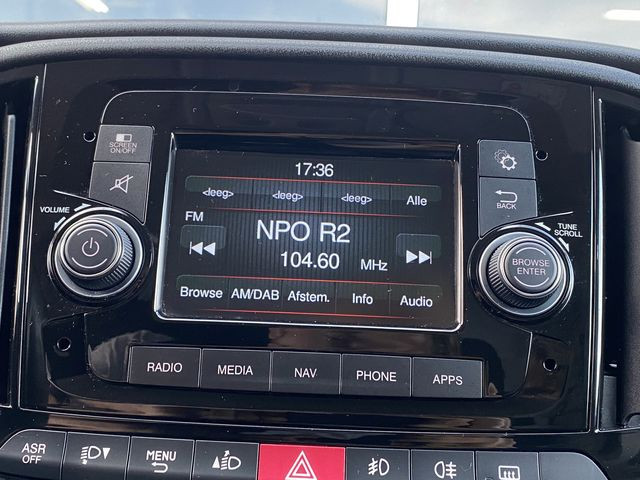 SCREEN
ON/OFF
17:36
<leeg> <leeg> <leeg> Alle
BACK
VOLUME
FM
NPO R2
104.60 MHz
TUNE
SCROLL
BROWSE
ENTER
Browse AM/DAB Afstem. Info Audio
RADIO MEDIA NAV PHONE APPS
ASR
OFF
MENU